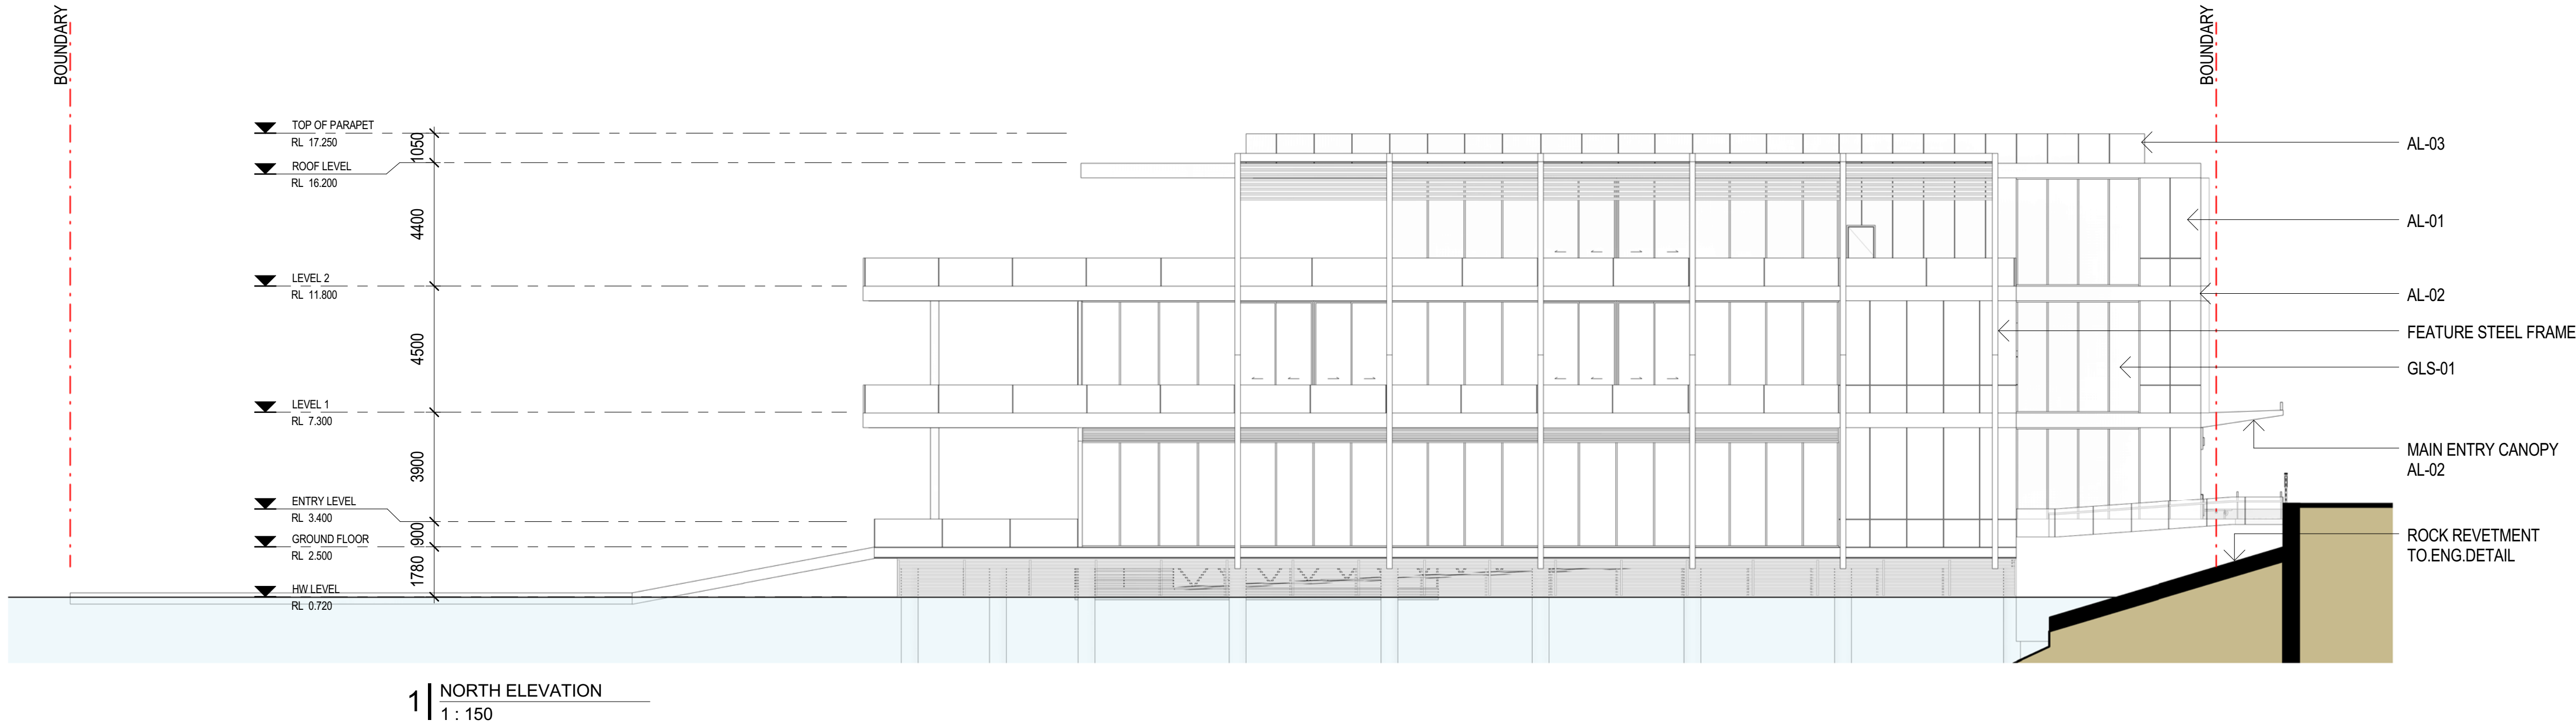 BOUNDARY
BOUNDARY
TOP OF PARAPET
RL 17.250
1050
ROOF LEVEL
RL 16.200
4400
LEVEL 2
RL 11.800
4500
LEVEL 1
RL 7.300
3900
ENTRY LEVEL
RL 3.400
900
GROUND FLOOR
RL 2.500
1780
HW LEVEL
RL 0.720
AL-03
AL-01
AL-02
FEATURE STEEL FRAME
GLS-01
MAIN ENTRY CANOPY
AL-02
ROCK REVETMENT
TO.ENG.DETAIL
1
NORTH ELEVATION
1 : 150